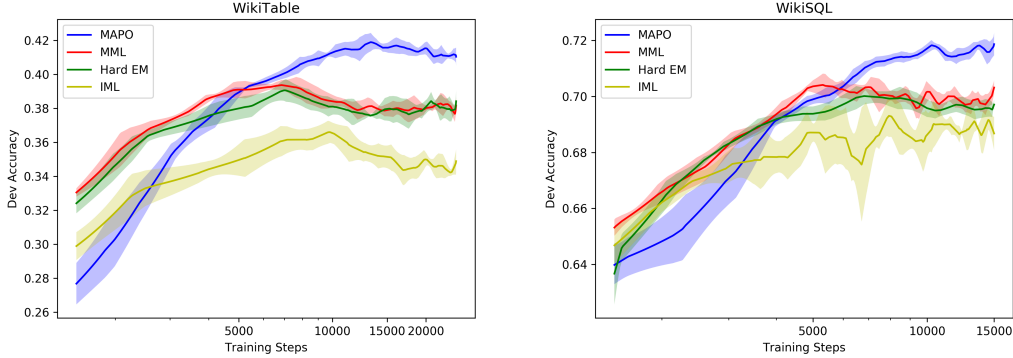 WikiTable
MAPO
MML
Hard EM
IML
0.42
0.40
0.38
0.36
0.34
0.32
0.30
0.28
0.26
Dev Accuracy
5000
10000
15000
20000
Training Steps
WikiSQL
MAPO
MML
Hard EM
IML
0.72
0.70
0.68
0.66
0.64
Dev Accuracy
5000
10000
15000
Training Steps